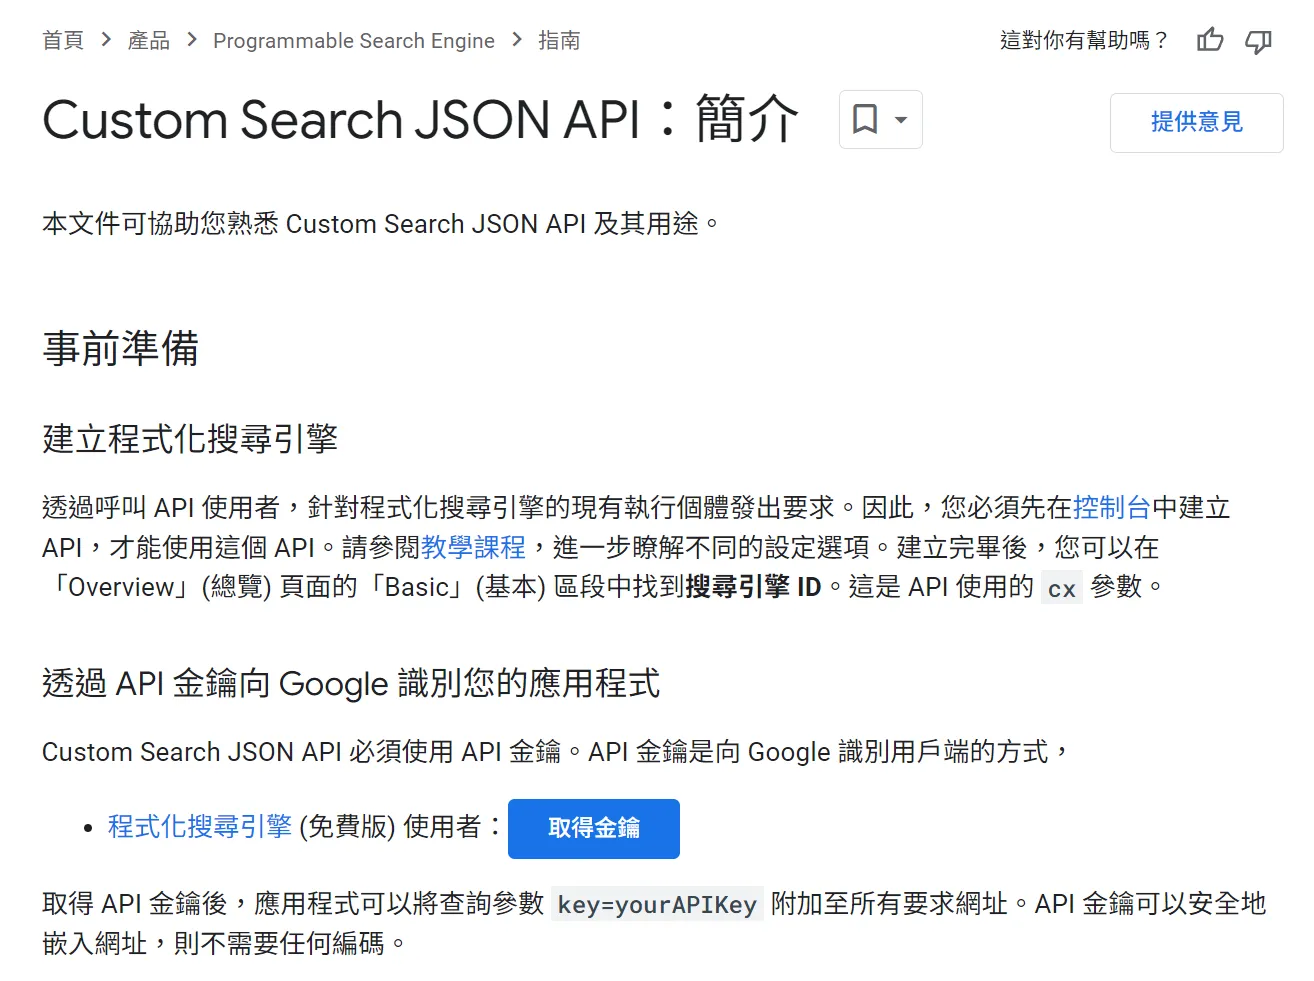 首頁 > 產品 > Programmable Search Engine > 指南
這對你有幫助嗎？
Custom Search JSON API：簡介
提供意見
本文件可協助您熟悉 Custom Search JSON API 及其用途。
事前準備
建立程式化搜尋引擎
透過呼叫 API 使用者，針對程式化搜尋引擎的現有執行個體發出要求。因此，您必須先在控制台中建立
API，才能使用這個 API。請參閱教學課程，進一步瞭解不同的設定選項。建立完畢後，您可以在
「Overview」(總覽) 頁面的「Basic」(基本) 區段中找到搜尋引擎 ID。這是 API 使用的 cx 參數。
透過 API 金鑰向 Google 識別您的應用程式
Custom Search JSON API 必須使用 API 金鑰。API 金鑰是向 Google 識別用戶端的方式，
• 程式化搜尋引擎 (免費版) 使用者：取得金鑰
取得 API 金鑰後，應用程式可以將查詢參數 key=yourAPIKey 附加至所有要求網址。API 金鑰可以安全地
嵌入網址，則不需要任何編碼。